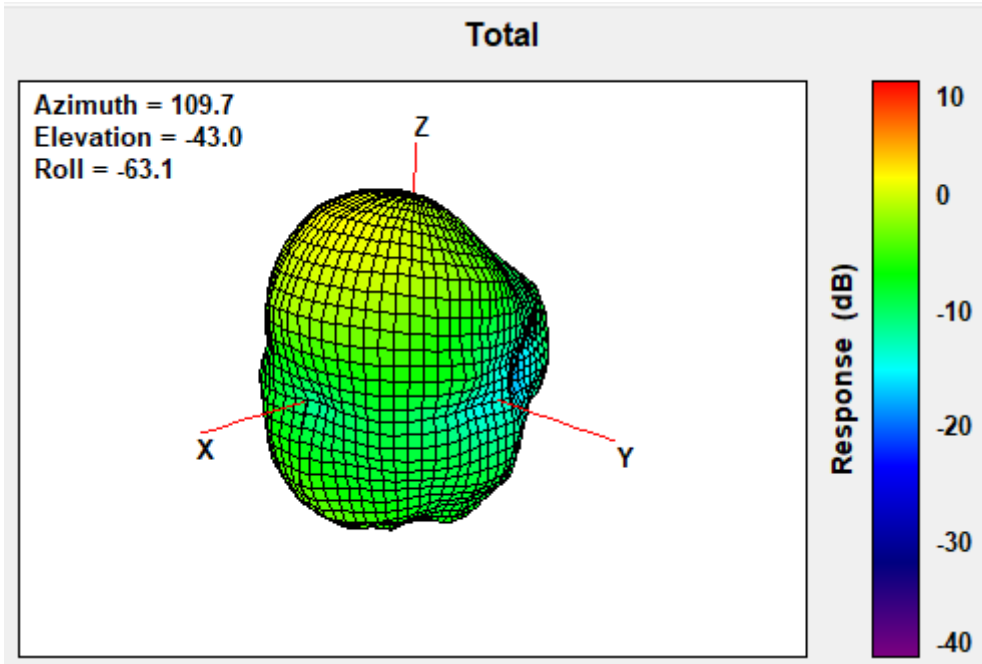 Total
Azimuth = 109.7
Elevation = -43.0
Roll = -63.1
Z
X
Y
Response (dB)
10
0
-10
-20
-30
-40